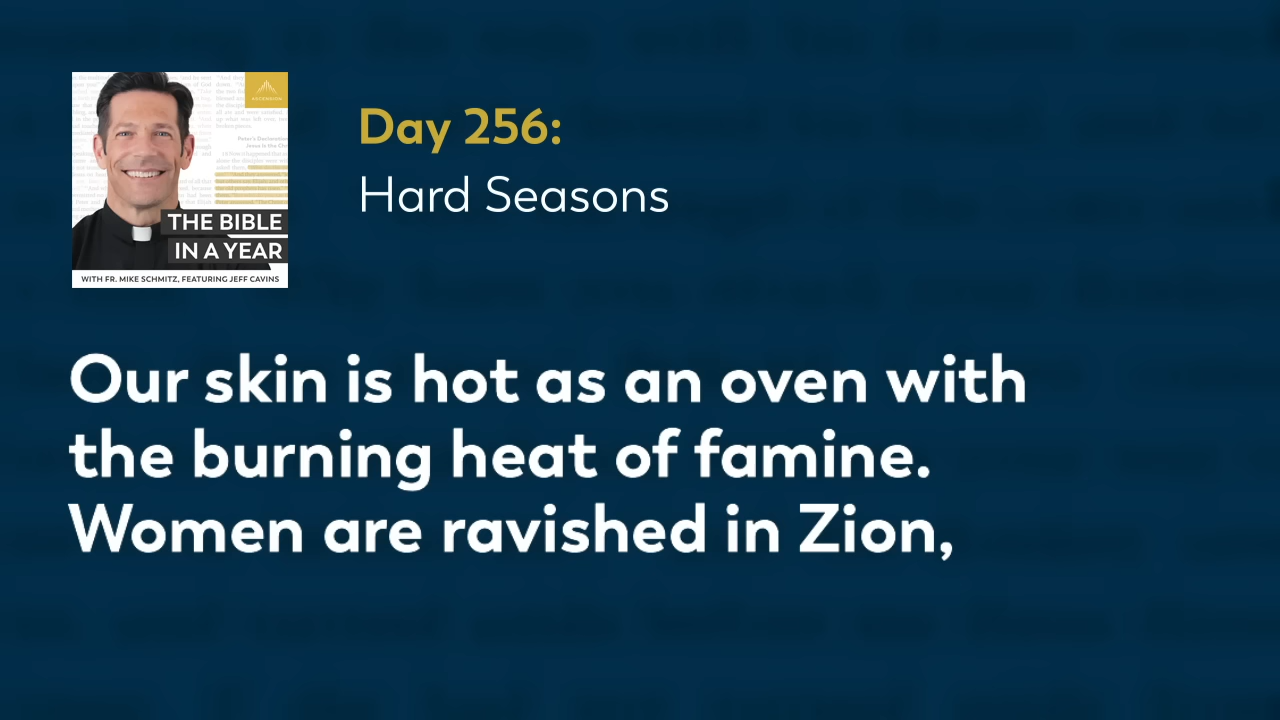 ASCENSION
THE BIBLE
IN A YEAR
WITH FR. MIKE SCHMITZ, FEATURING JEFF CAVINS
Day 256:
Hard Seasons
Our skin is hot as an oven with
the burning heat of famine.
Women are ravished in Zion,